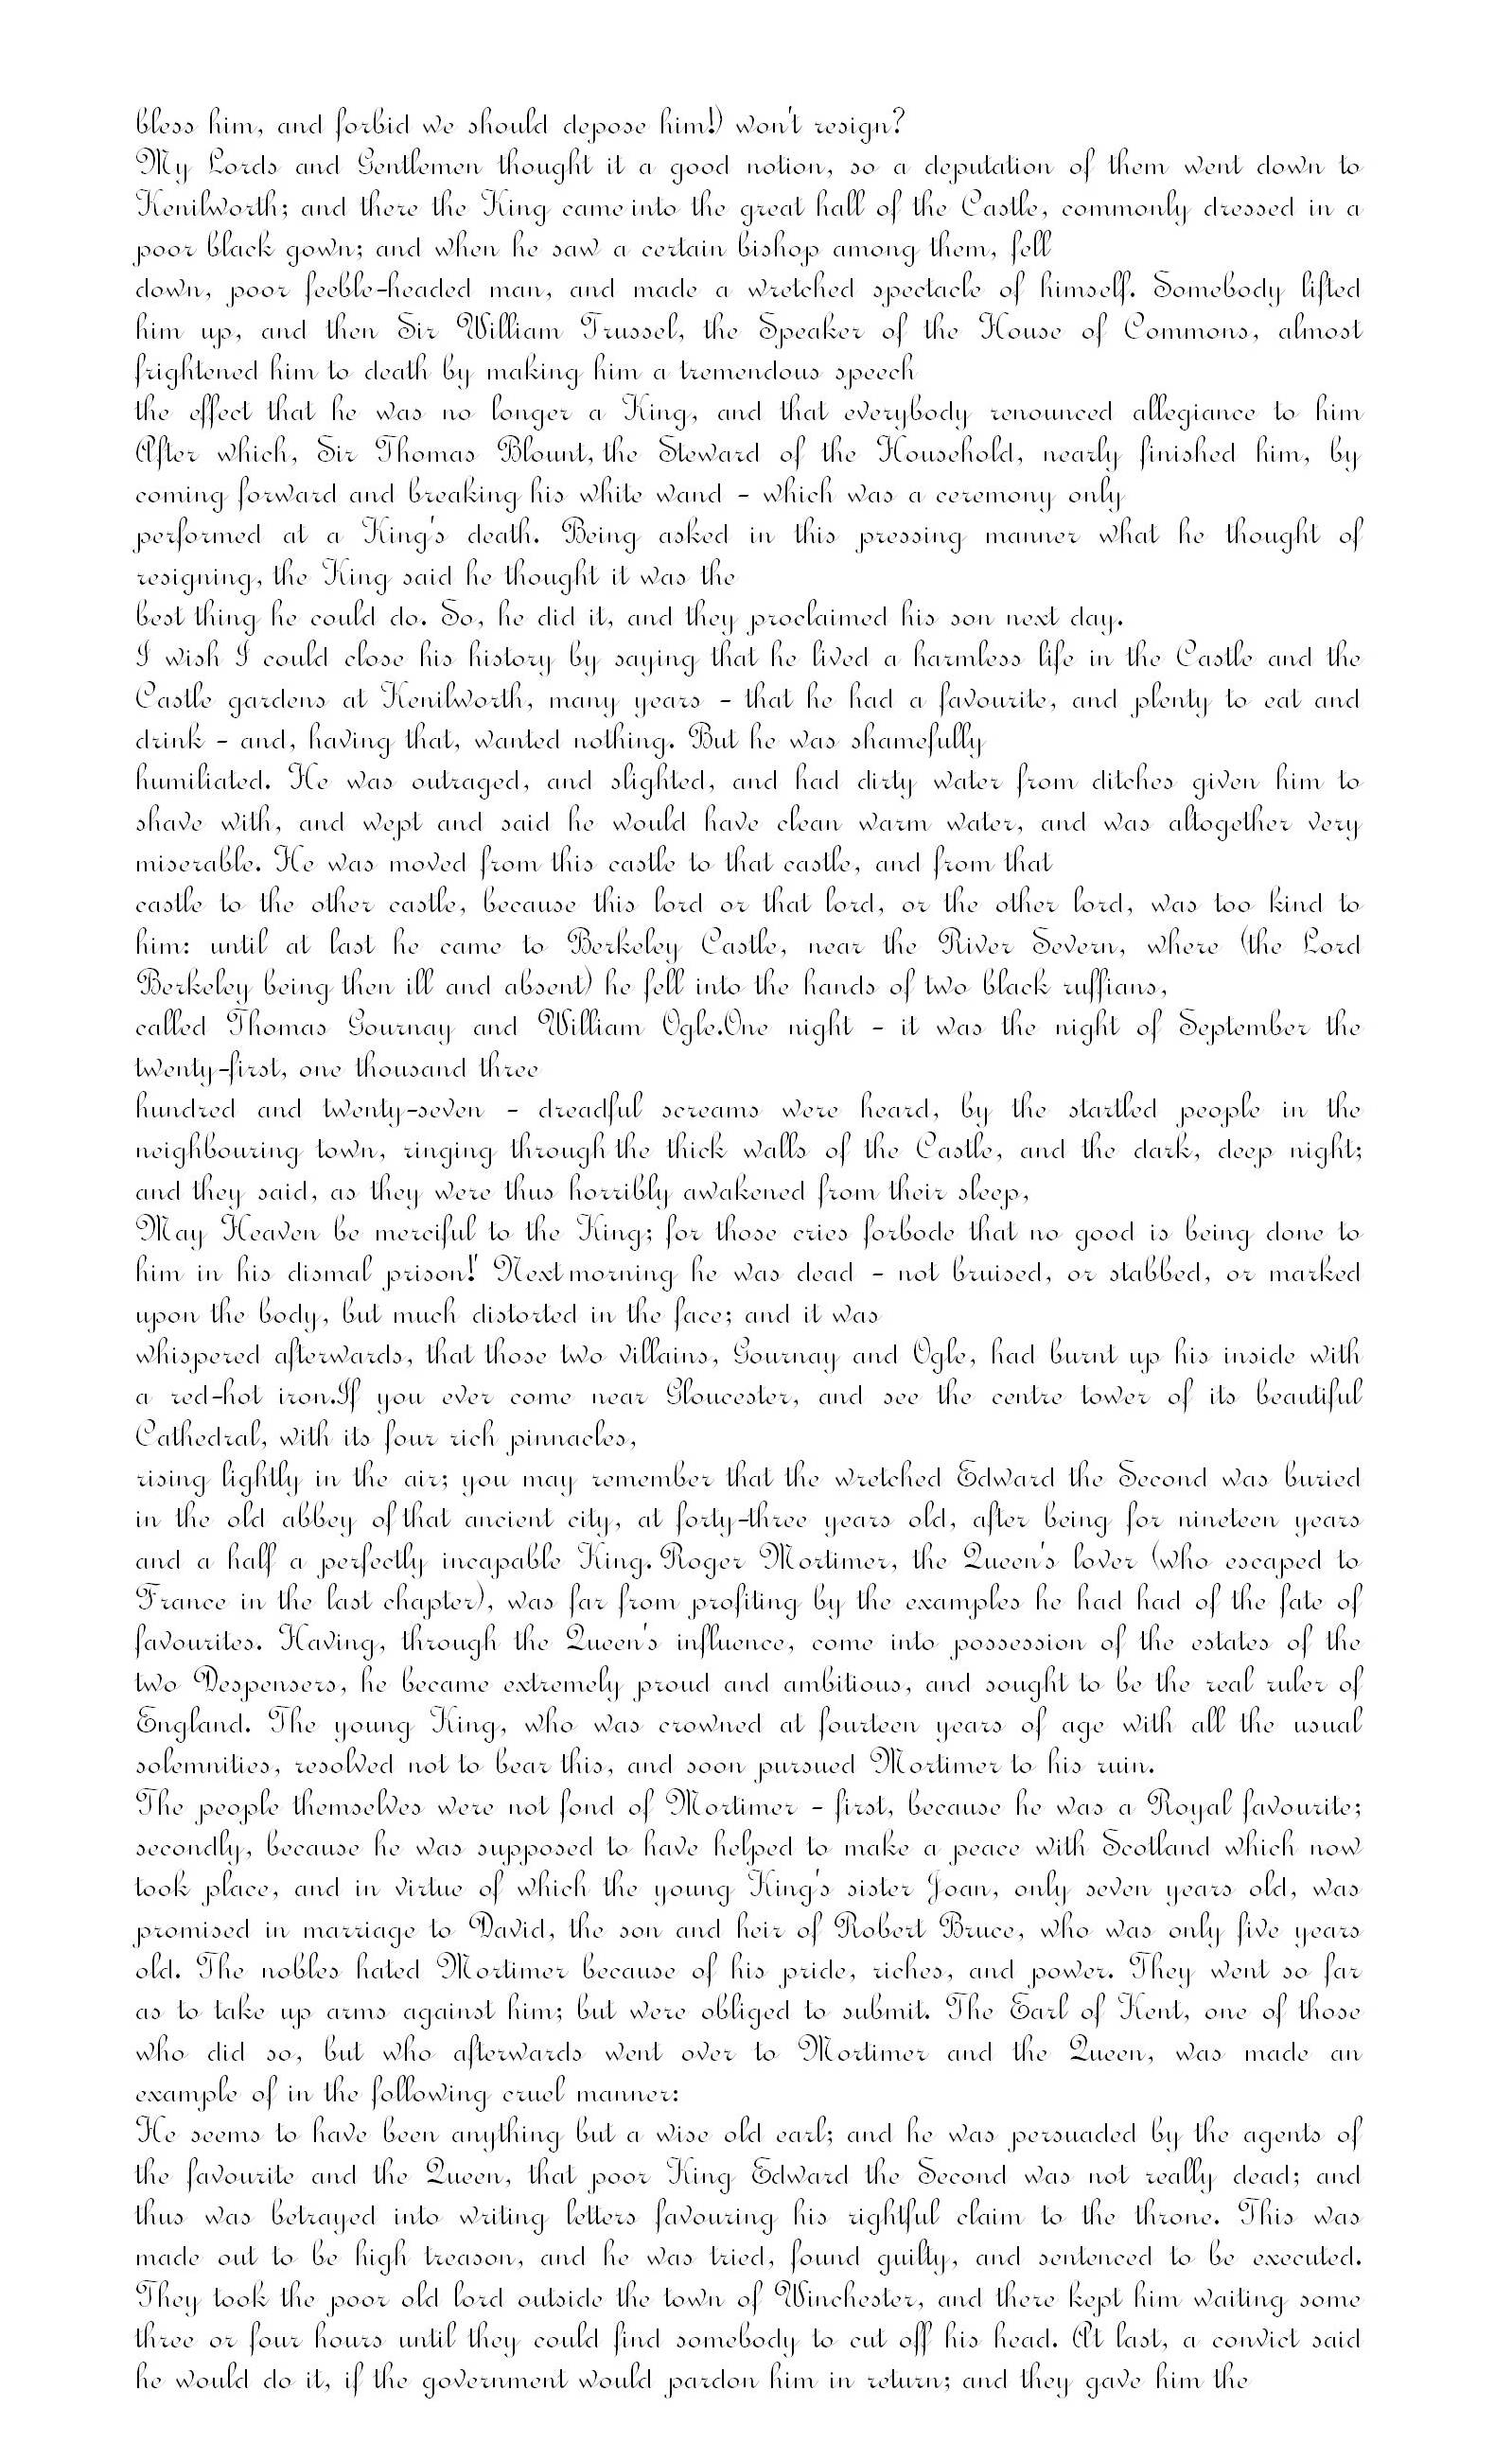 bless him, and forbid we should depose him!) won't resign?
My Lords and Gentlemen thought it a good notion, so a deputation of them went down to
Kenilworth; and there the King came into the great hall of the Castle, commonly dressed in a
poor black gown; and when he saw a certain bishop among them, fell
down, poor feeble-headed man, and made a wretched spectacle of himself. Somebody lifted
him up, and then Sir William Trussel, the Speaker of the House of Commons, almost
frightened him to death by making him a tremendous speech
the effect that he was no longer a King, and that everybody renounced allegiance to him
After which, Sir Thomas Blount, the Steward of the Household, nearly finished him, by
coming forward and breaking his white wand - which was a ceremony only
performed at a King's death. Being asked in this pressing manner what he thought of
resigning, the King said he thought it was the
best thing he could do. So, he did it, and they proclaimed his son next day.
I wish I could close his history by saying that he lived a harmless life in the Castle and the
Castle gardens at Kenilworth, many years - that he had a favourite, and plenty to eat and
drink - and, having that, wanted nothing. But he was shamefully
humiliated. He was outraged, and slighted, and had dirty water from ditches given him to
shave with, and wept and said he would have clean warm water, and was altogether very
miserable. He was moved from this castle to that castle, and from that
castle to the other castle, because this lord or that lord, or the other lord, was too kind to
him: until at last he came to Berkeley Castle, near the River Severn, where (the Lord
Berkeley being then ill and absent) he fell into the hands of two black ruffians,
called Thomas Gournay and William Ogle.One night - it was the night of September the
twenty-first, one thousand three
hundred and twenty-seven - dreadful screams were heard, by the startled people in the
neighbouring town, ringing through the thick walls of the Castle, and the dark, deep night;
and they said, as they were thus horribly awakened from their sleep,
May Heaven be merciful to the King; for those cries forbode that no good is being done to
him in his dismal prison!' Next morning he was dead - not bruised, or stabbed, or marked
upon the body, but much distorted in the face; and it was
whispered afterwards, that those two villains, Gournay and Ogle, had burnt up his inside with
a red-hot iron.If you ever come near Gloucester, and see the centre tower of its beautiful
Cathedral, with its four rich pinnacles,
rising lightly in the air; you may remember that the wretched Edward the Second was buried
in the old abbey of that ancient city, at forty-three years old, after being for nineteen years
and a half a perfectly incapable King. Roger Mortimer, the Queen's lover (who escaped to
France in the last chapter), was far from profiting by the examples he had had of the fate of
favourites. Having, through the Queen's influence, come into possession of the estates of the
two Despensers, he became extremely proud and ambitious, and sought to be the real ruler of
England. The young King, who was crowned at fourteen years of age with all the usual
solemnities, resolved not to bear this, and soon pursued Mortimer to his ruin.
The people themselves were not fond of Mortimer - first, because he was a Royal favourite;
secondly, because he was supposed to have helped to make a peace with Scotland which now
took place, and in virtue of which the young King's sister Joan, only seven years old, was
promised in marriage to David, the son and heir of Robert Bruce, who was only five years
old. The nobles hated Mortimer because of his pride, riches, and power. They went so far
as to take up arms against him; but were obliged to submit. The Earl of Kent, one of those
who did so, but who afterwards went over to Mortimer and the Queen, was made an
example of in the following cruel manner:
He seems to have been anything but a wise old earl; and he was persuaded by the agents of
the favourite and the Queen, that poor King Edward the Second was not really dead; and
thus was betrayed into writing letters favouring his rightful claim to the throne. This was
made out to be high treason, and he was tried, found guilty, and sentenced to be executed.
They took the poor old lord outside the town of Winchester, and there kept him waiting some
three or four hours until they could find somebody to cut off his head. At last, a convict said
he would do it, if the government would pardon him in return; and they gave him the